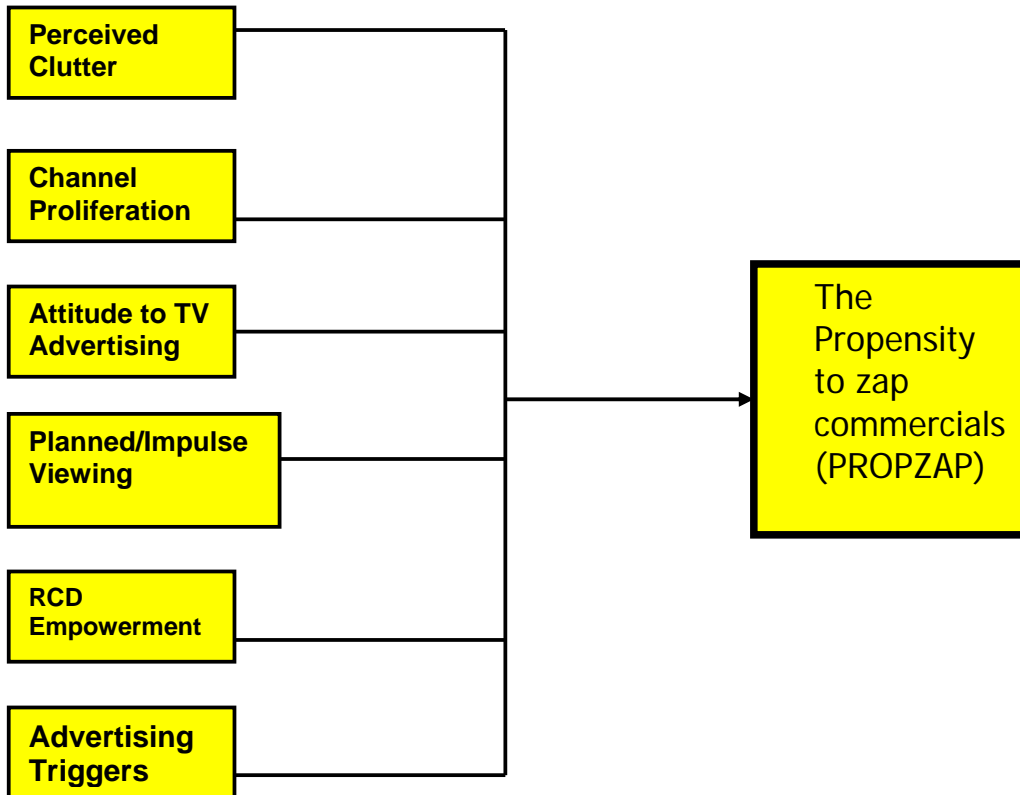 Perceived
Clutter
Channel
Proliferation
Attitude to TV
Advertising
Planned/Impulse
Viewing
RCD
Empowerment
Advertising
Triggers
The
Propensity
to zap
commercials
(PROPZAP)